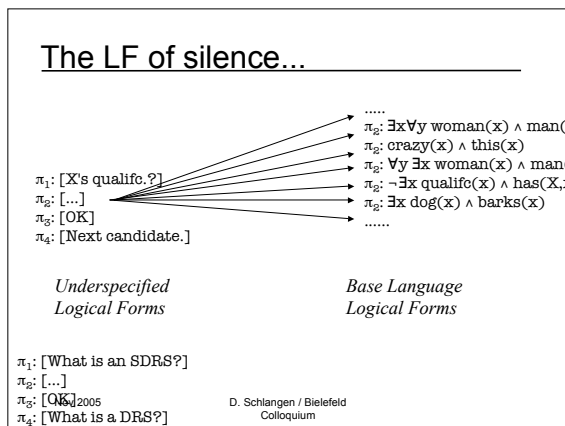 The LF of silence...
.....
π₂: ∃x∀y woman(x) ∧ man(
π₂: crazy(x) ∧ this(x)
π₂: ∀y ∃x woman(x) ∧ man(
π₂: ¬∃x qualifc(x) ∧ has(X,
π₂: ∃x dog(x) ∧ barks(x)
......
π₁: [X's qualifc.?]
π₂: [...]
π₃: [OK]
π₄: [Next candidate.]
Underspecified
Logical Forms
Base Language
Logical Forms
π₁: [What is an SDRS?]
π₂: [...]
π₃: [OK]
π₄: [What is a DRS?]
Nov 2005
D. Schlangen / Bielefeld
Colloquium